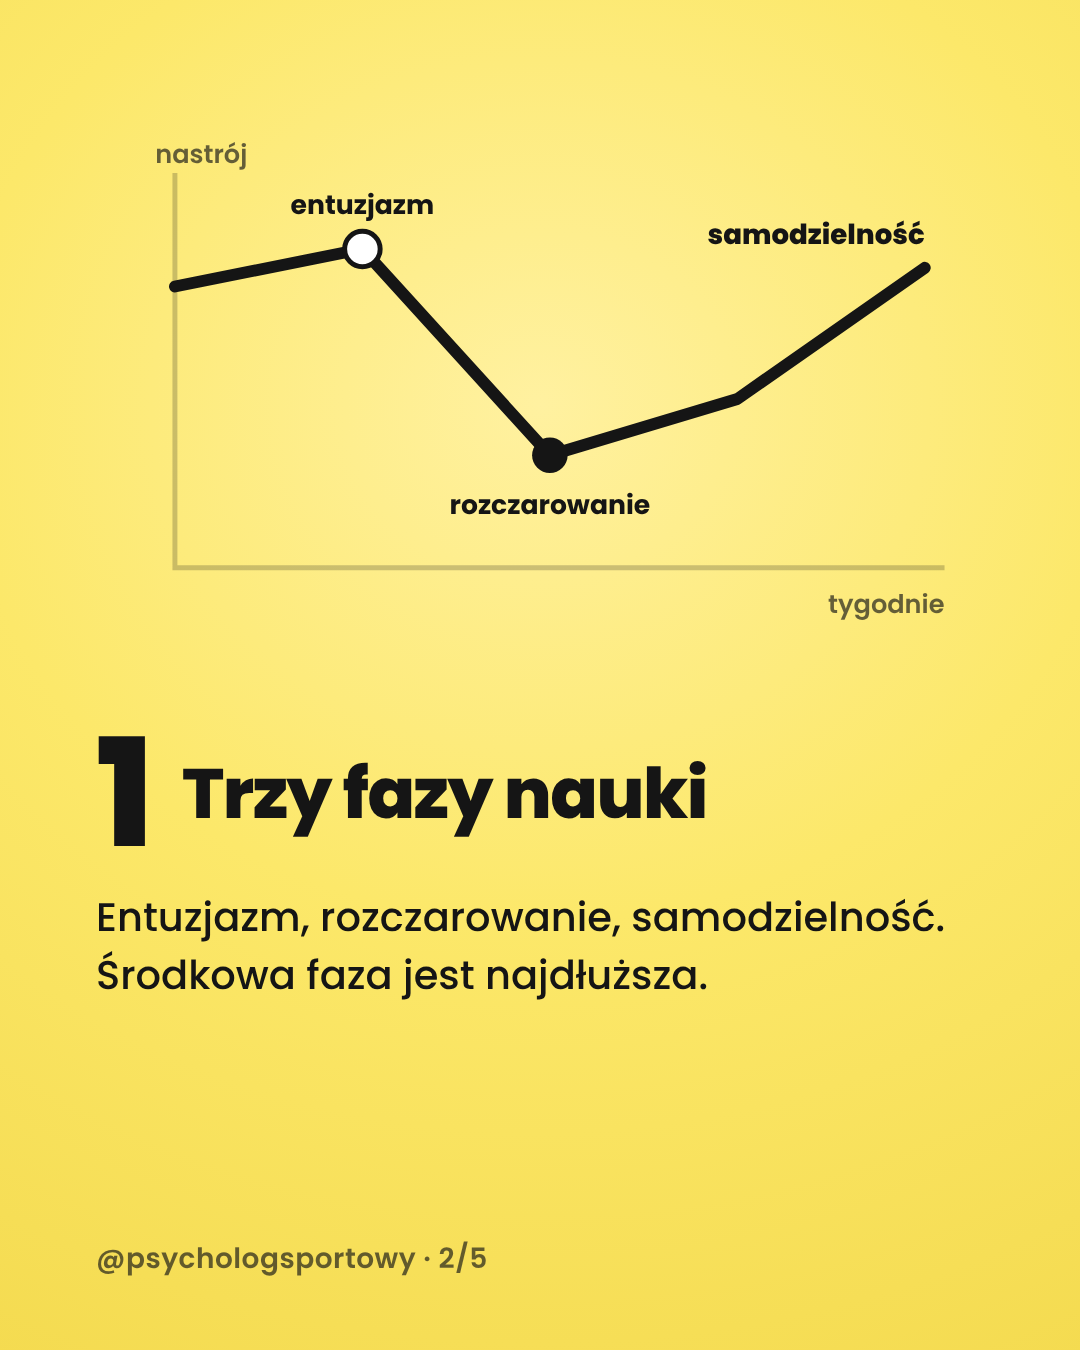 nastrój
entuzjazm
samodzielność
rozczarowanie
tygodnie
1 Trzy fazy nauki
Entuzjazm, rozczarowanie, samodzielność.
Środkowa faza jest najdłuższa.
@psychologsportowy · 2/5